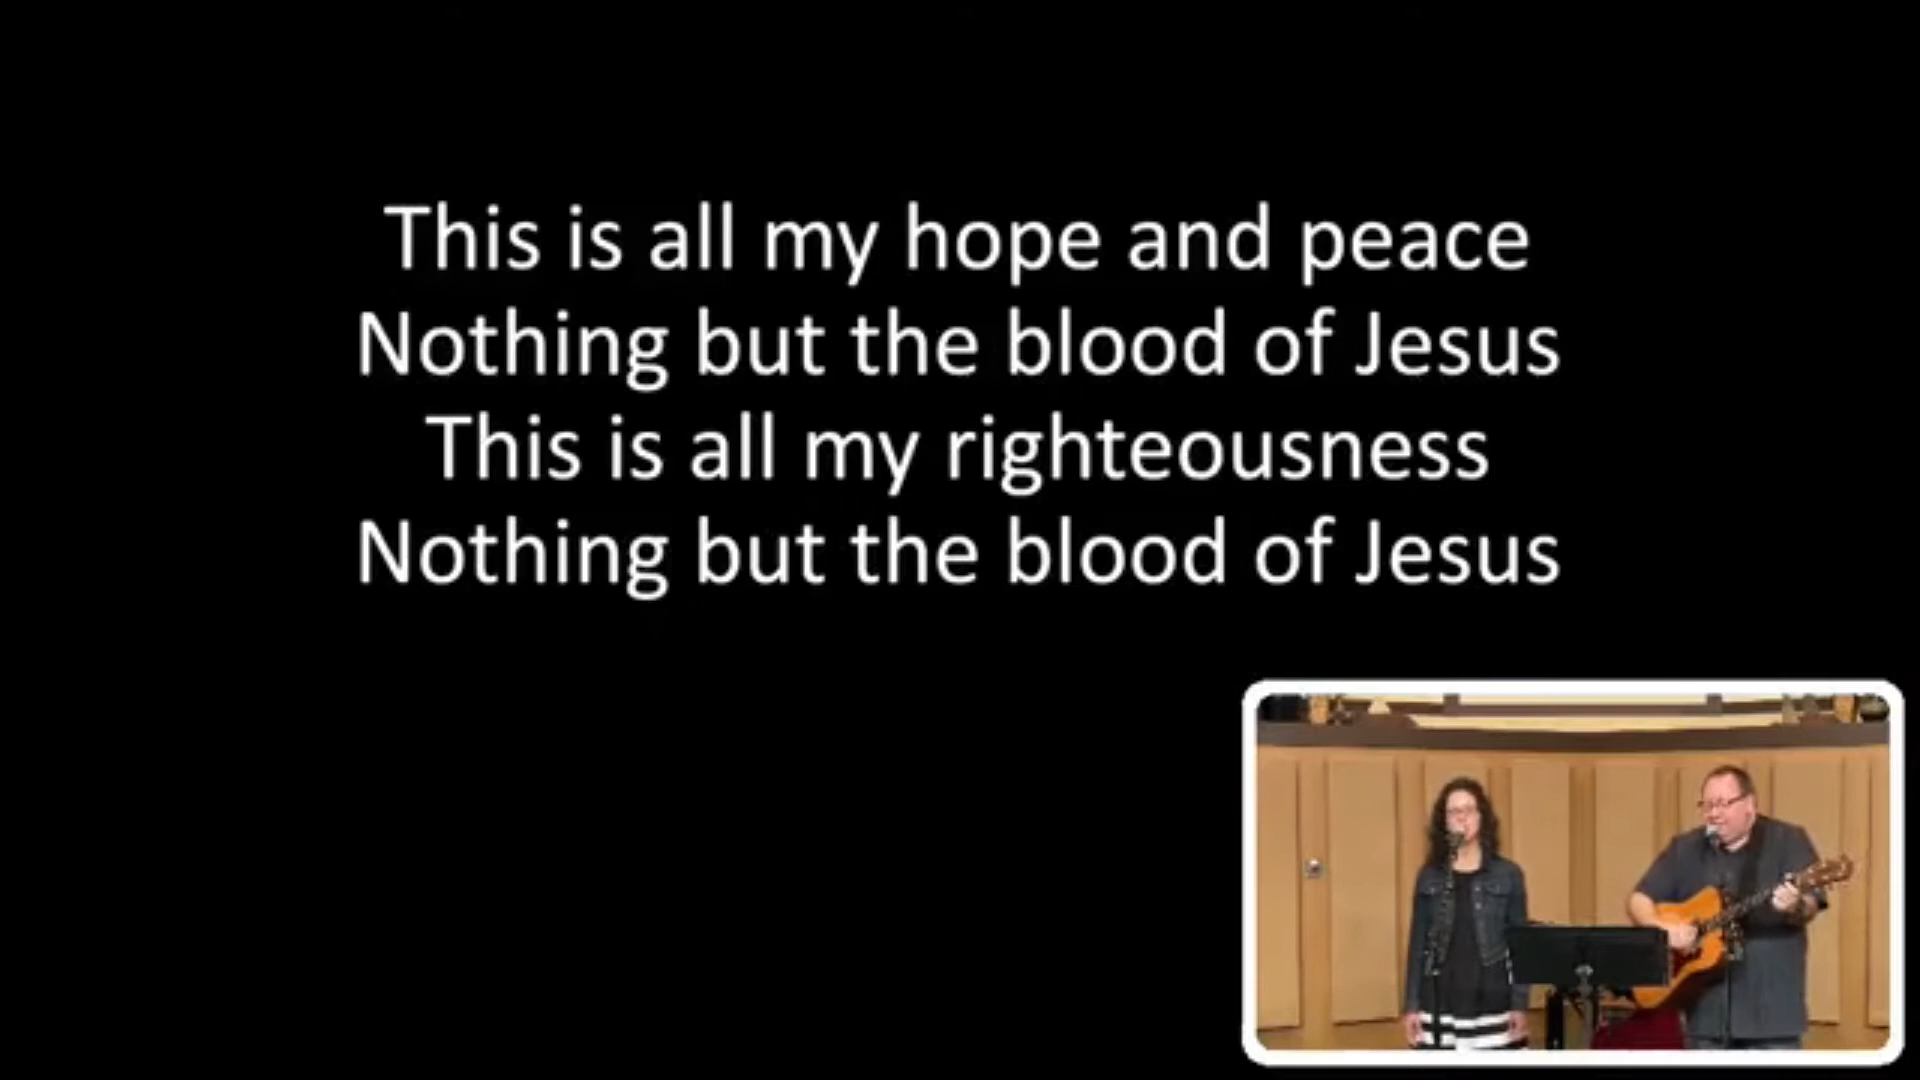 This is all my hope and peace
Nothing but the blood of Jesus
This is all my righteousness
Nothing but the blood of Jesus